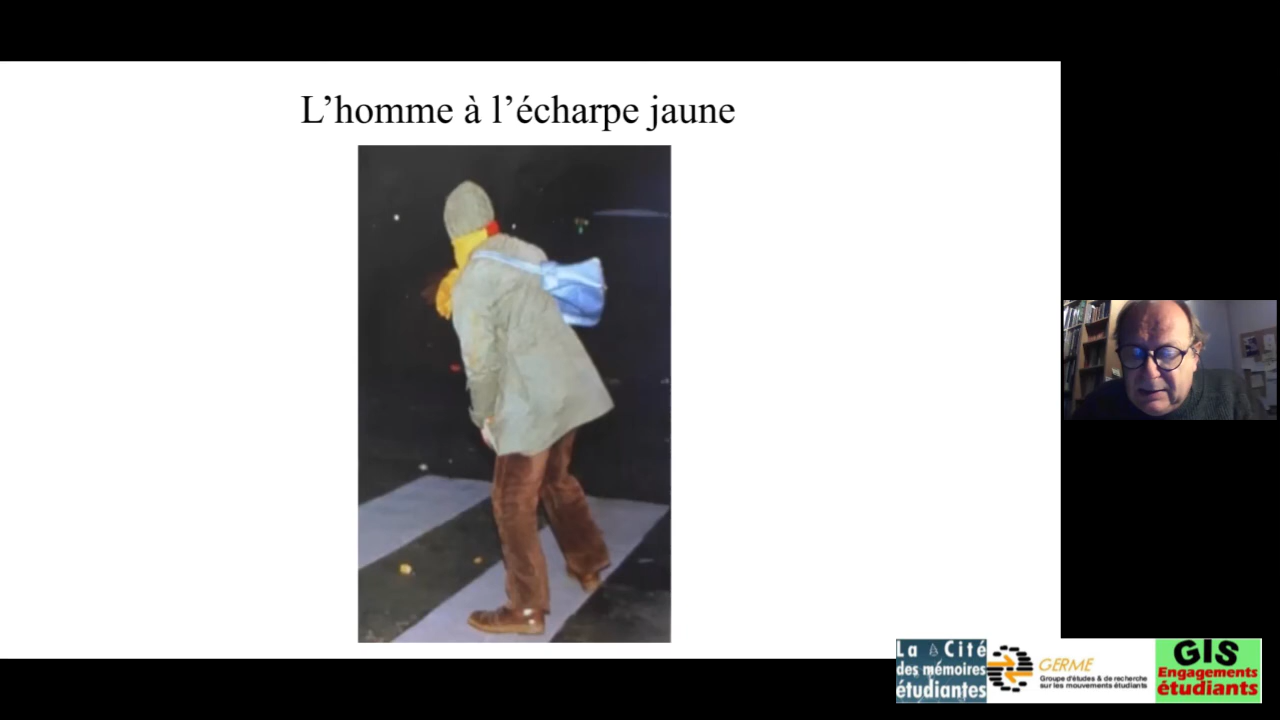 L’homme à l’écharpe jaune
La Cité
des mémoires
étudiantes
GERME
Groupe d'études & de recherche
sur les mouvements étudiants
GIS
Engagements
étudiants